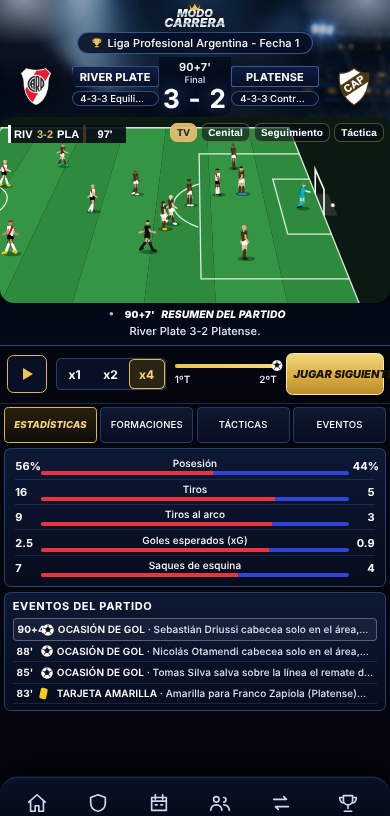 MODO
CARRERA
Liga Profesional Argentina - Fecha 1
90+7'
RIVER PLATE
Final
PLATENSE
4-3-3 Equili...
3 - 2
4-3-3 Contr...
CAP
RIV 3-2 PLA 97'
TV Cenital Seguimiento Táctica
• 90+7' RESUMEN DEL PARTIDO
River Plate 3-2 Platense.
x1 x2 x4
1ºT 2ºT
JUGAR SIGUIENT
ESTADÍSTICAS FORMACIONES TÁCTICAS EVENTOS
56% Posesión 44%
16 Tiros 5
9 Tiros al arco 3
2.5 Goles esperados (xG) 0.9
7 Saques de esquina 4
EVENTOS DEL PARTIDO
90+4 OCASIÓN DE GOL · Sebastián Driussi cabecea solo en el área,...
88' OCASIÓN DE GOL · Nicolás Otamendi cabecea solo en el área,...
85' OCASIÓN DE GOL · Tomas Silva salva sobre la línea el remate d...
83' TARJETA AMARILLA · Amarilla para Franco Zapiola (Platense)...